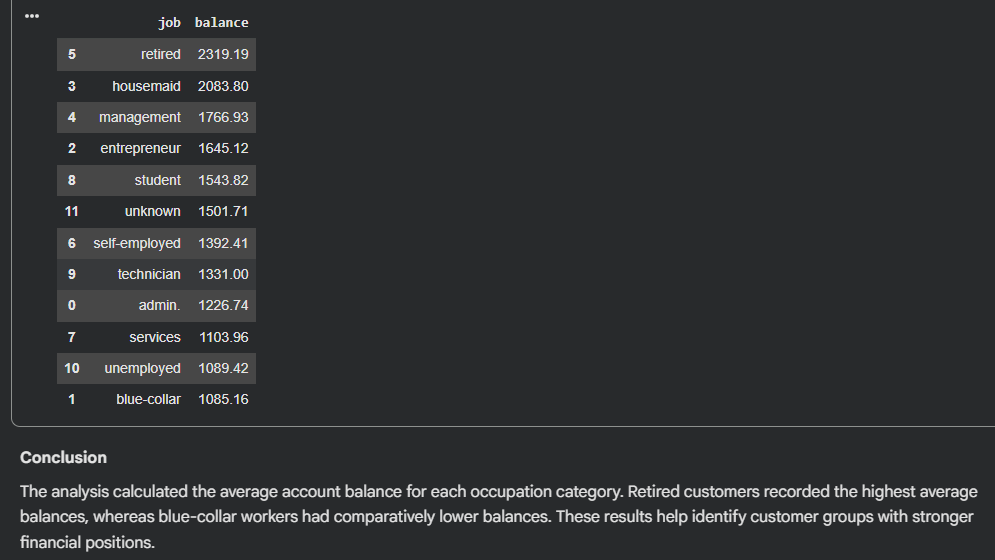 job balance
5 retired 2319.19
3 housemaid 2083.80
4 management 1766.93
2 entrepreneur 1645.12
8 student 1543.82
11 unknown 1501.71
6 self-employed 1392.41
9 technician 1331.00
0 admin. 1226.74
7 services 1103.96
10 unemployed 1089.42
1 blue-collar 1085.16
Conclusion
The analysis calculated the average account balance for each occupation category. Retired customers recorded the highest average
balances, whereas blue-collar workers had comparatively lower balances. These results help identify customer groups with stronger
financial positions.